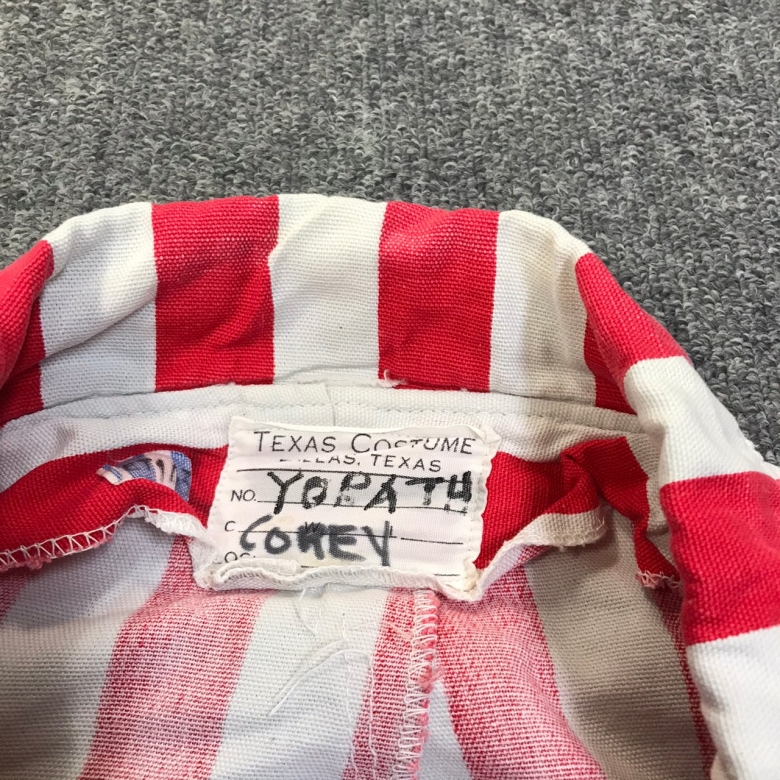 TEXAS COSTUME
DALLAS, TEXAS
NO. YOPATH
C W
COREY